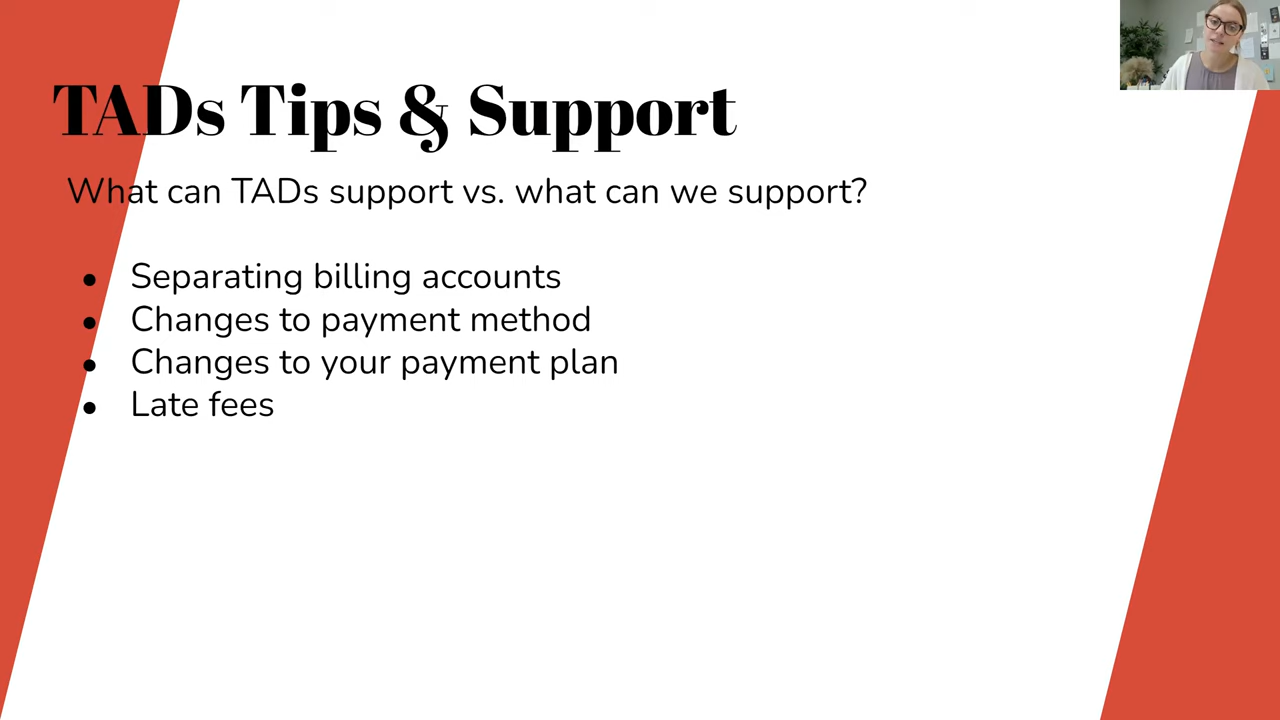 TADs Tips & Support
What can TADs support vs. what can we support?
● Separating billing accounts
● Changes to payment method
● Changes to your payment plan
● Late fees